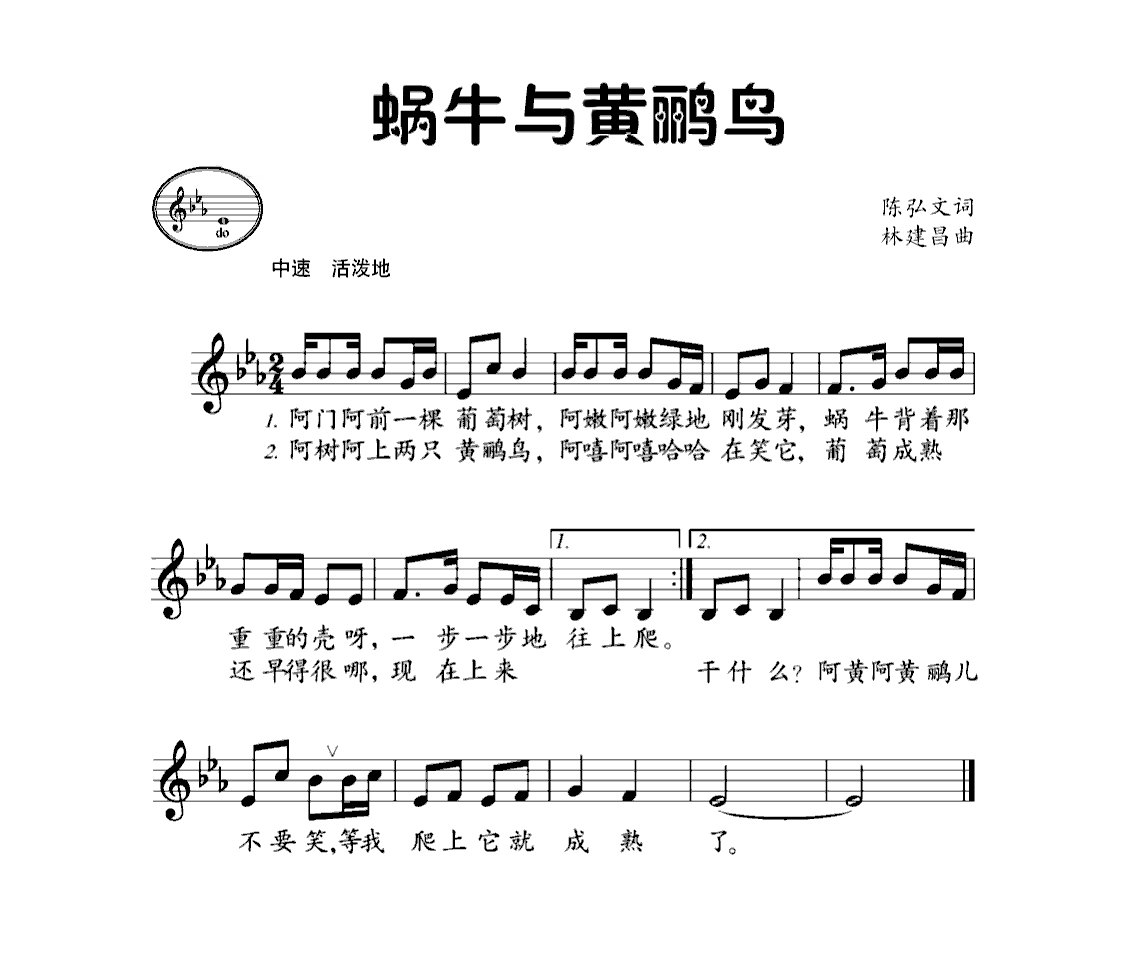 蜗牛与黄鹂鸟
do
陈弘文词
林建昌曲
中速 活泼地
2
4
1. 阿门阿前一棵 葡萄树，阿嫩阿嫩绿地 刚发芽，蜗 牛背着那
2. 阿树阿上两只 黄鹂鸟，阿嘻阿嘻哈哈 在笑它，葡 萄成熟
1.
2.
重 重的壳呀，一 步一步地 往上爬。
还 早得很哪，现 在上来 干什么？阿黄阿黄鹂儿
不要笑，等我 爬上它就 成 熟 了。